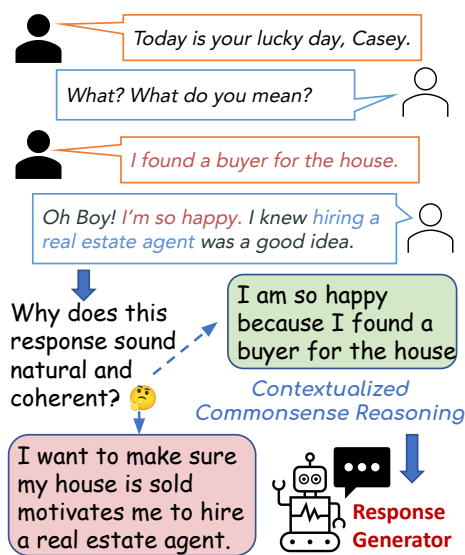 Today is your lucky day, Casey.
What? What do you mean?
I found a buyer for the house.
Oh Boy! I'm so happy. I knew hiring a
real estate agent was a good idea.
Why does this
response sound
natural and
coherent?
I am so happy
because I found a
buyer for the house
Contextualized
Commonsense Reasoning
I want to make sure
my house is sold
motivates me to hire
a real estate agent.
Response
Generator